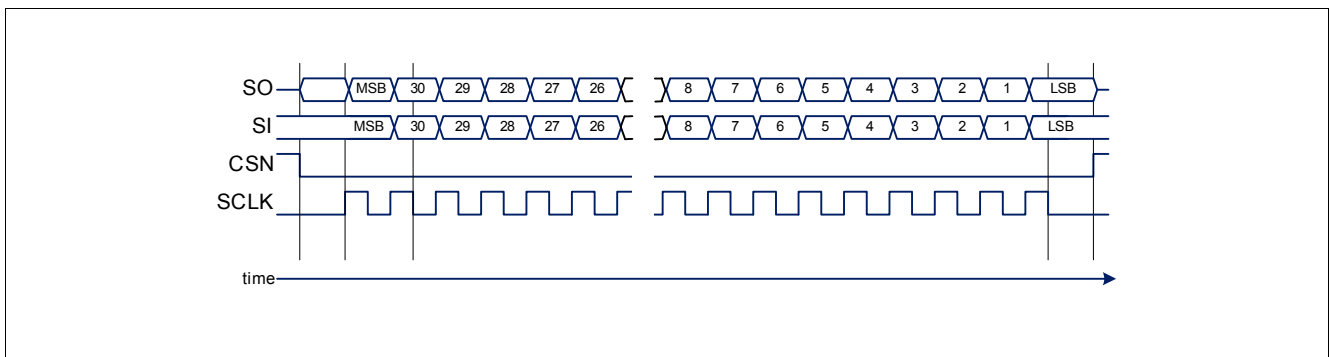 SO MSB 30 29 28 27 26 8 7 6 5 4 3 2 1 LSB
SI MSB 30 29 28 27 26 8 7 6 5 4 3 2 1 LSB
CSN
SCLK
time